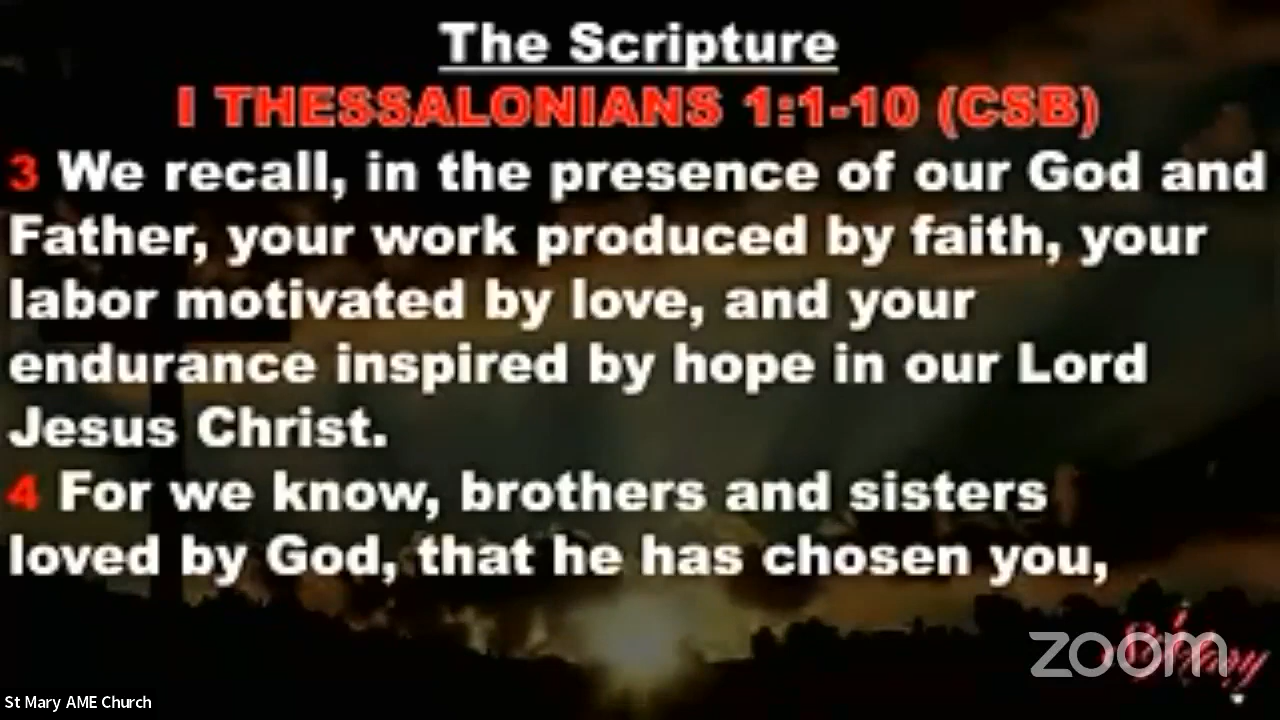 The Scripture
I THESSALONIANS 1:1-10 (CSB)
3 We recall, in the presence of our God and
Father, your work produced by faith, your
labor motivated by love, and your
endurance inspired by hope in our Lord
Jesus Christ.
4 For we know, brothers and sisters
loved by God, that he has chosen you,
zoom
St Mary AME Church